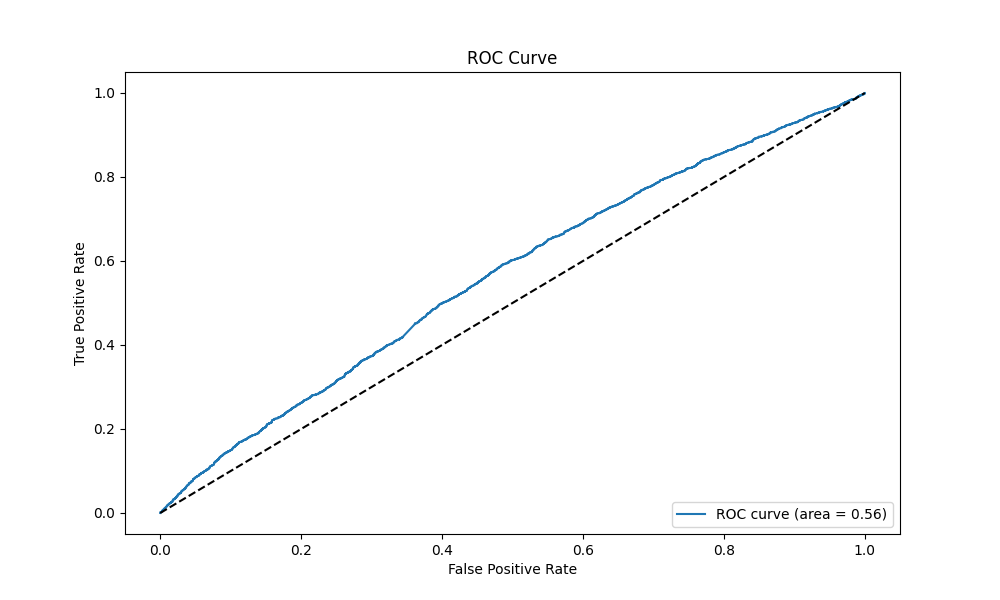 ROC Curve
1.0
0.8
0.6
0.4
0.2
0.0
True Positive Rate
0.0 0.2 0.4 0.6 0.8 1.0
False Positive Rate
ROC curve (area = 0.56)